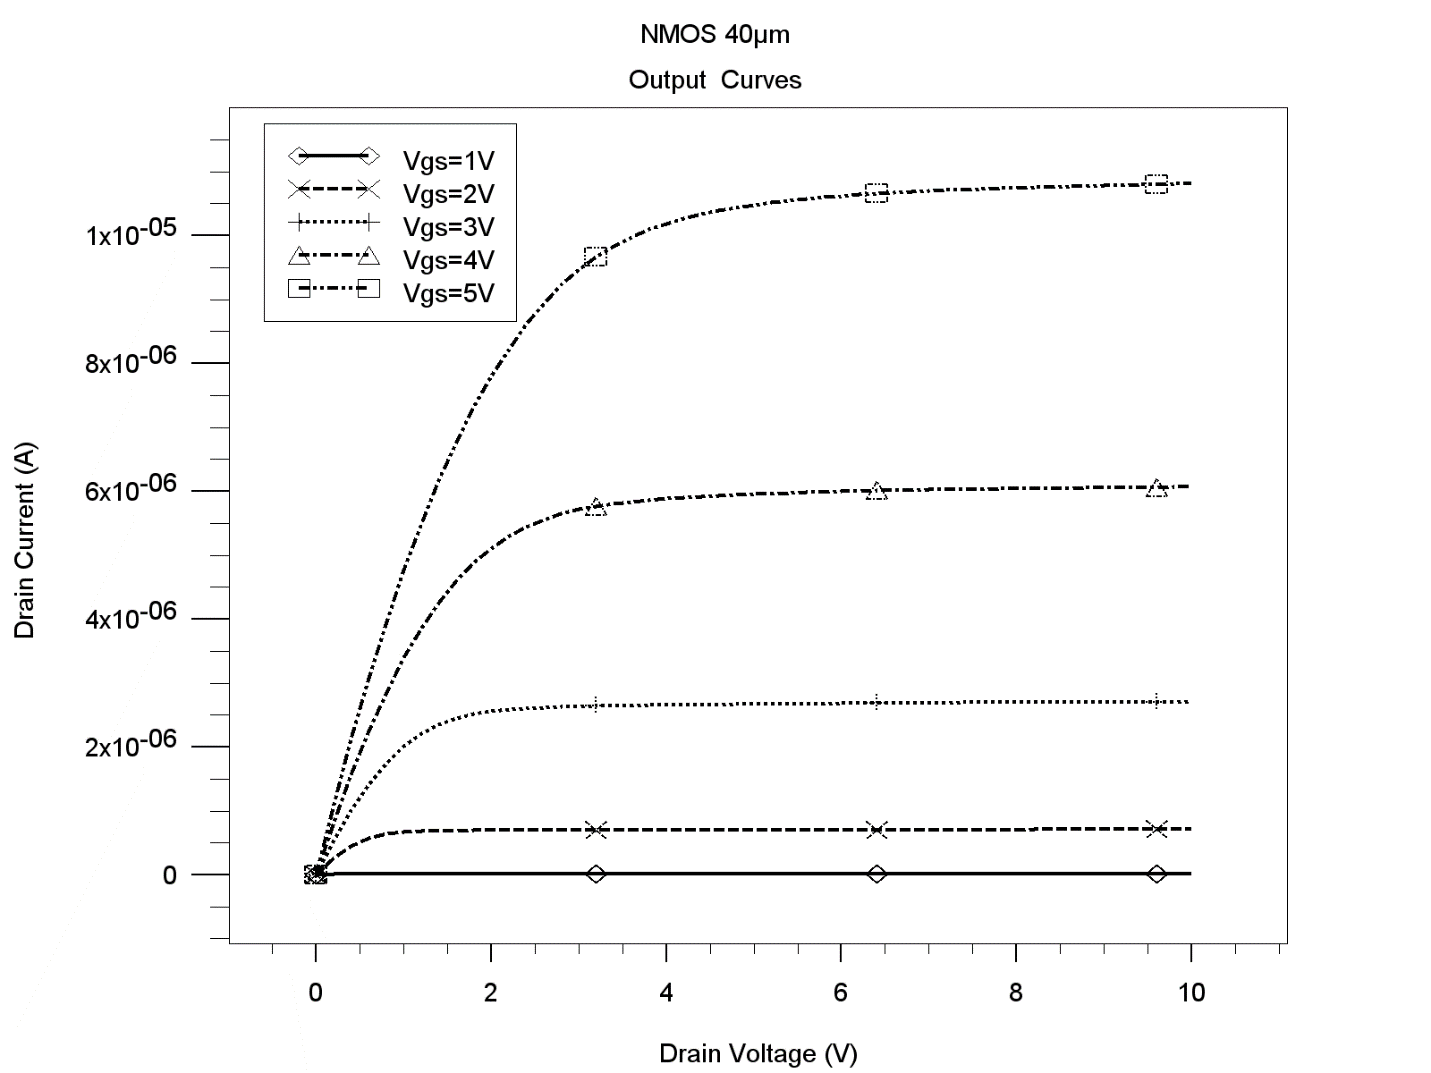 NMOS 40µm
Output Curves
Vgs=1V
Vgs=2V
Vgs=3V
Vgs=4V
Vgs=5V
Drain Current (A)
1x10-05
8x10-06
6x10-06
4x10-06
2x10-06
0
0 2 4 6 8 10
Drain Voltage (V)